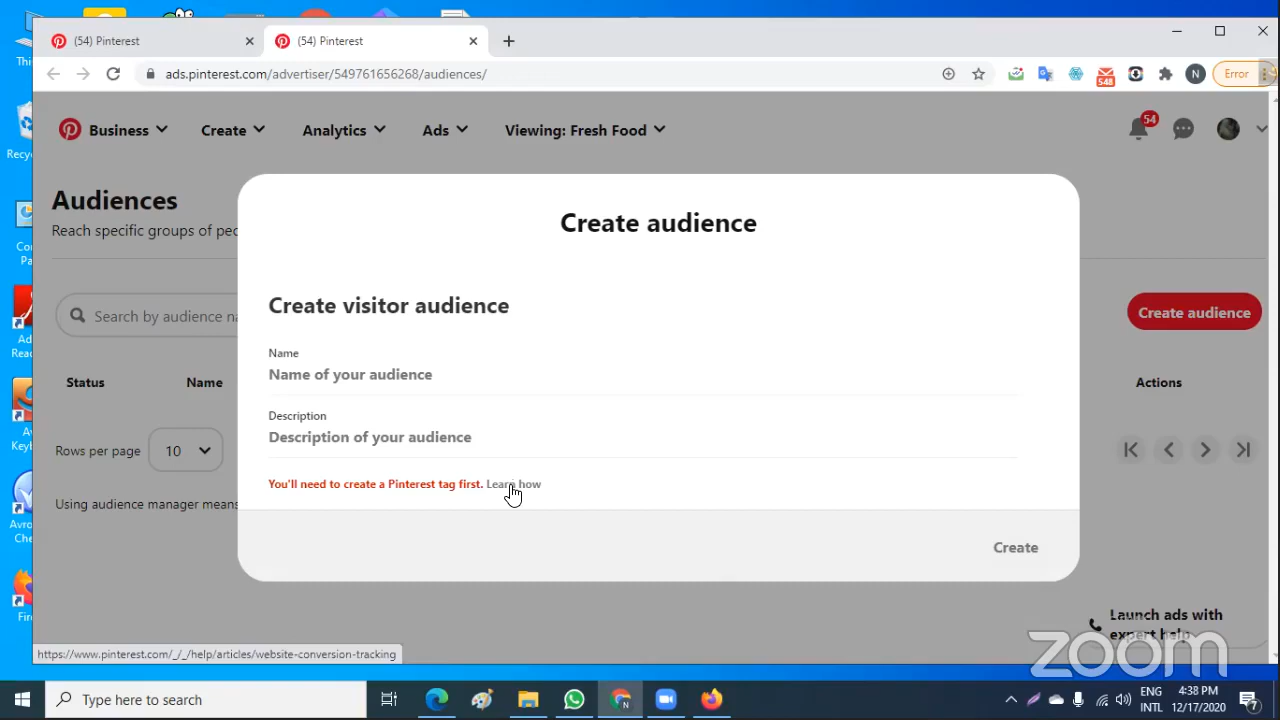 (54) Pinterest
(54) Pinterest
ads.pinterest.com/advertiser/549761656268/audiences/
548
N
Error
Business
Create
Analytics
Ads
Viewing: Fresh Food
54
Audiences
Reach specific groups of
Search by audience
Create audience
Status
Name
Actions
Rows per page
10
Using audience manager means
Create audience
Create visitor audience
Name
Name of your audience
Description
Description of your audience
You'll need to create a Pinterest tag first. Learn how
Create
Launch ads with
expert help
zoom
https://www.pinterest.com/_/_/help/articles/website-conversion-tracking
Type here to search
ENG
INTL
4:38 PM
12/17/2020
7